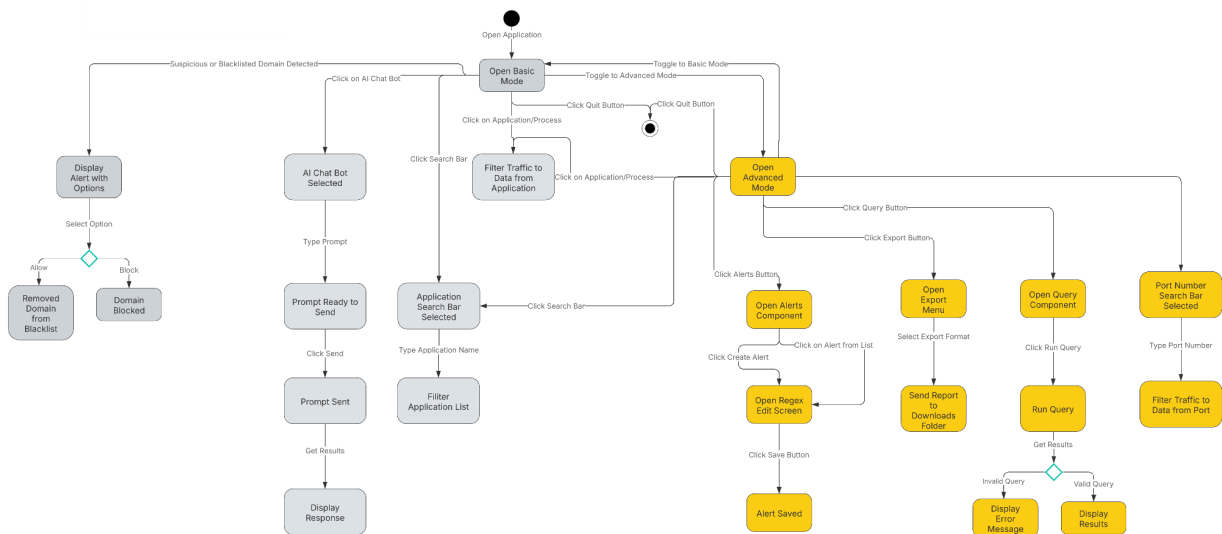 Open Application
Open Basic
Mode
Suspicious or Blacklisted Domain Detected
Click on AI Chat Bot
Toggle to Basic Mode
Toggle to Advanced Mode
Click Quit Button
Click Quit Button
Click on Application/Process
Click Search Bar
Display
Alert with
Options
AI Chat Bot
Selected
Filter Traffic to
Data from
Application
Click on Application/Process
Open
Advanced
Mode
Select Option
Click Query Button
Type Prompt
Click Export Button
Allow
Block
Click Alerts Button
Removed
Domain
from
Blacklist
Domain
Blocked
Prompt Ready to
Send
Application
Search Bar
Selected
Click Search Bar
Open Alerts
Component
Open
Export
Menu
Open Query
Component
Port Number
Search Bar
Selected
Click Send
Type Application Name
Click Create Alert
Click on Alert from List
Select Export Format
Click Run Query
Type Port Number
Prompt Sent
Filiter
Application List
Open Regex
Edit Screen
Send Report
to
Downloads
Folder
Run Query
Filter Traffic to
Data from Port
Get Results
Click Save Button
Get Results
Invalid Query
Vaild Query
Display
Response
Alert Saved
Display
Error
Message
Display
Results